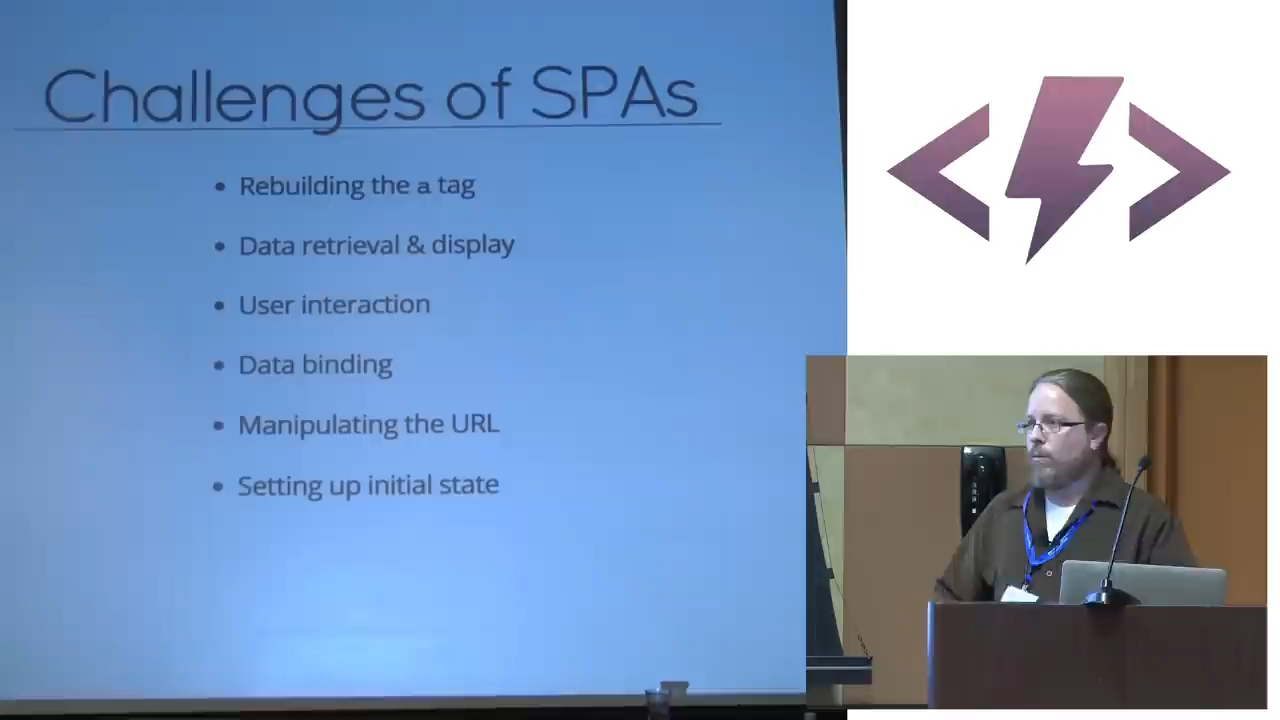 Challenges of SPAs
• Rebuilding the a tag
• Data retrieval & display
• User interaction
• Data binding
• Manipulating the URL
• Setting up initial state